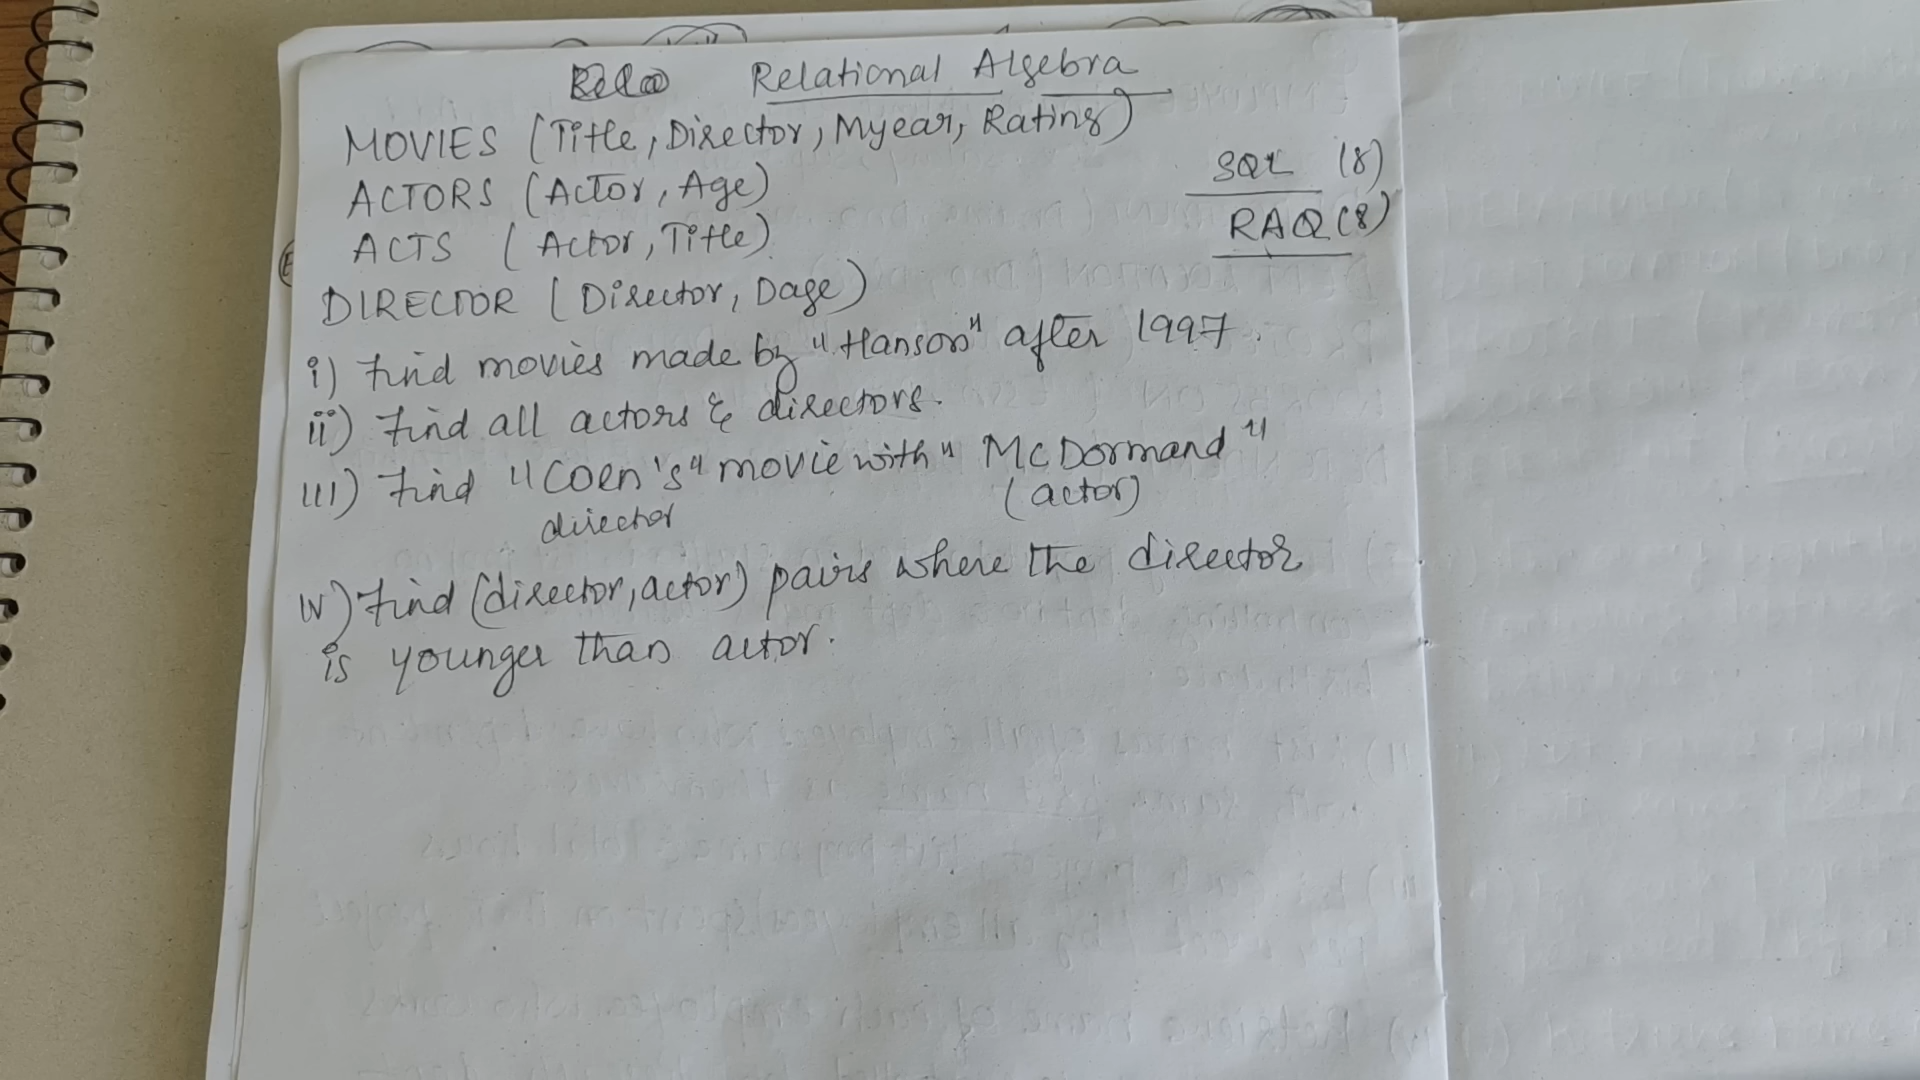 Relational Algebra
MOVIES (Title, Director, Myear, Rating)
ACTORS (Actor, Age)
SQL (8)
RAQ (8)
ACTS (Actor, Title)
DIRECTOR (Director, Dage)
i) Find movies made by "Hanson" after 1997.
ii) Find all actors & directors.
iii) Find "Coen's" movie with "McDormand"
director (actor)
iv) Find (director, actor) pairs where the director
is younger than actor.